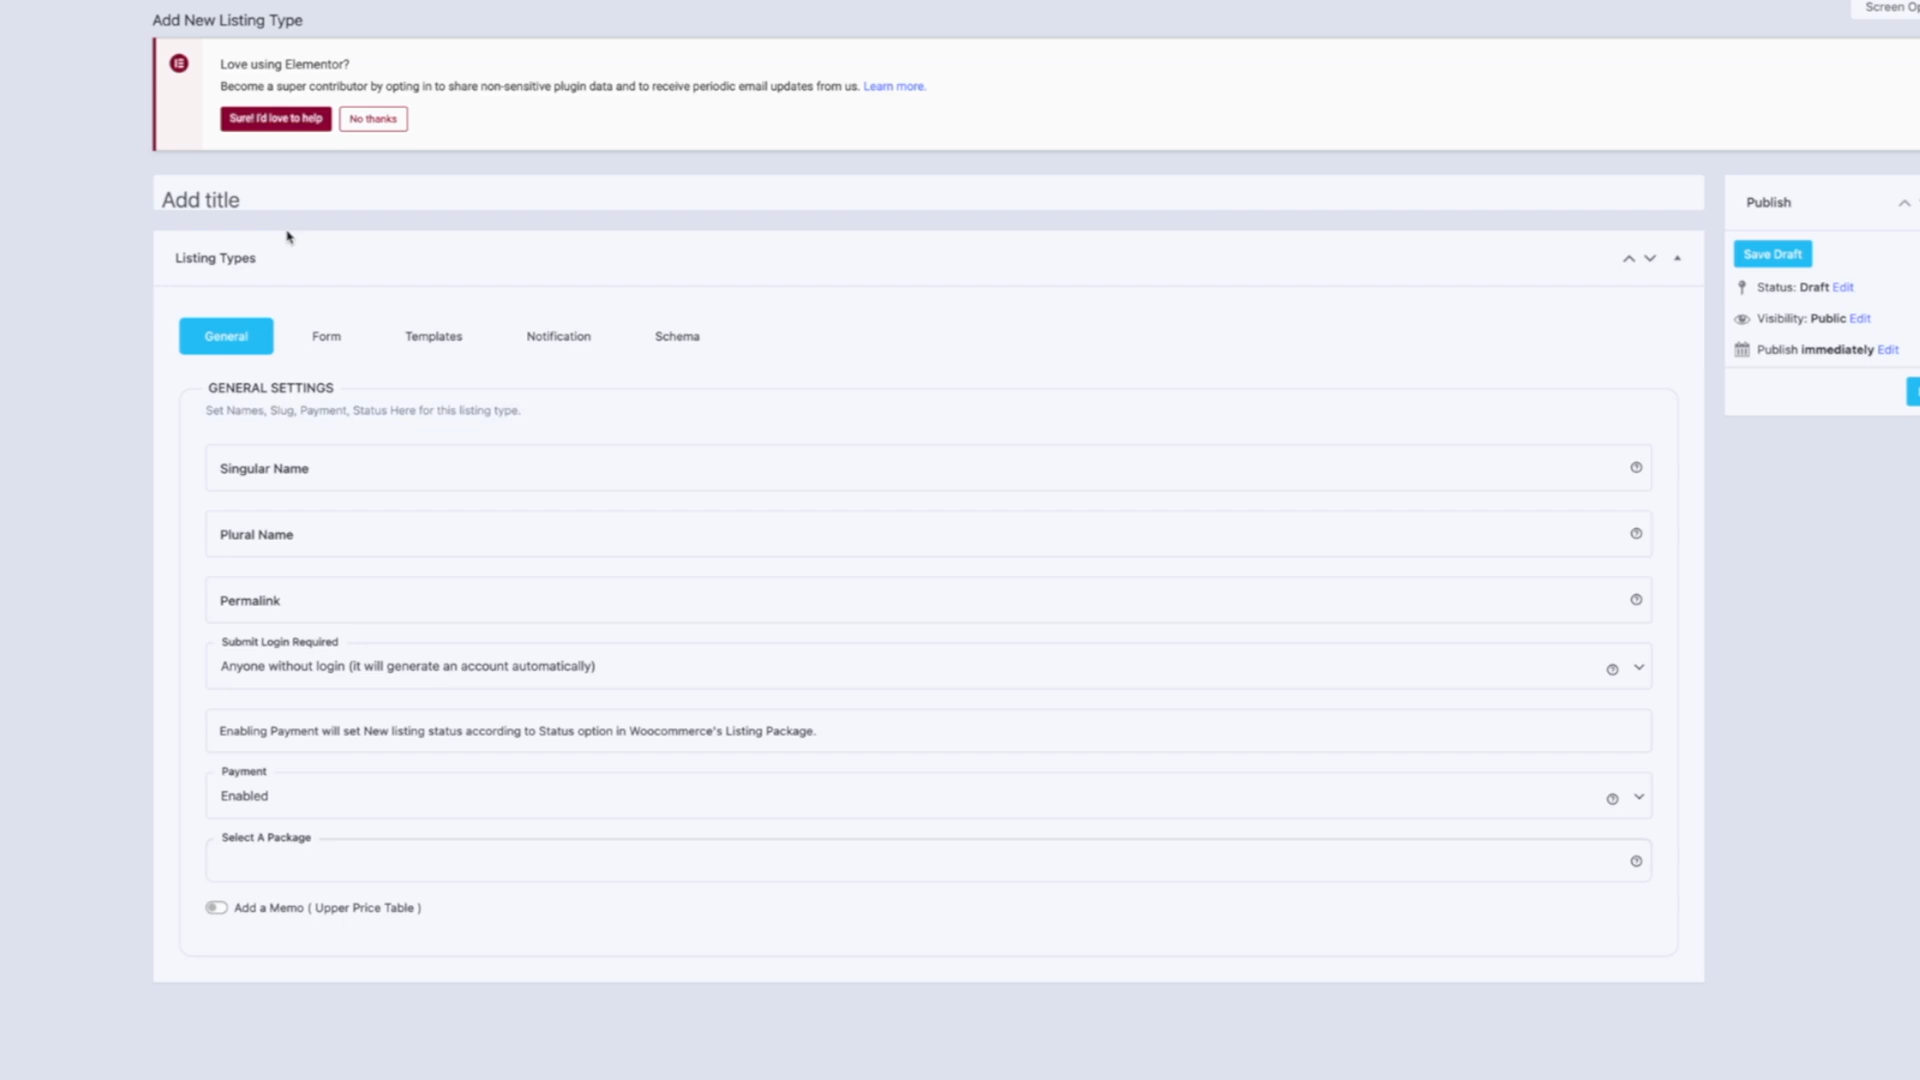 Add New Listing Type
Screen Op
Love using Elementor?
Become a super contributor by opting in to share non-sensitive plugin data and to receive periodic email updates from us. Learn more.
Sure! I'd love to help
No thanks
Add title
Publish
Save Draft
Status: Draft Edit
Visibility: Public Edit
Publish immediately Edit
Listing Types
General
Form
Templates
Notification
Schema
GENERAL SETTINGS
Set Names, Slug, Payment, Status Here for this listing type.
Singular Name
Plural Name
Permalink
Submit Login Required
Anyone without login (it will generate an account automatically)
Enabling Payment will set New listing status according to Status option in Woocommerce's Listing Package.
Payment
Enabled
Select A Package
Add a Memo ( Upper Price Table )